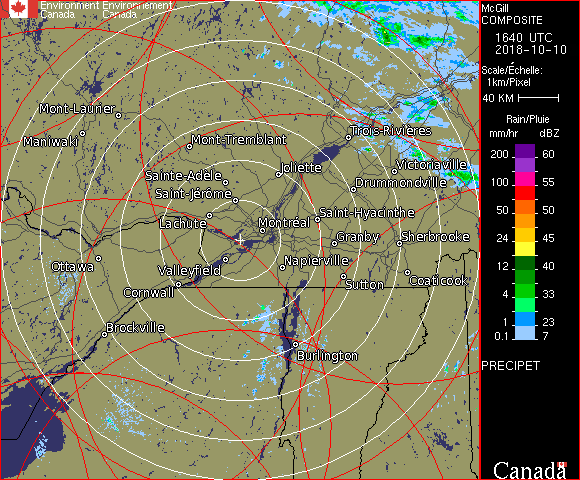 Environment Environnement
Canada Canada
McGill
COMPOSITE
1640 UTC
2018-10-10
Scale/Échelle:
1km/Pixel
40 KM
Rain/Pluie
mm/hr dBZ
200 60
100 55
50 50
24 45
12 40
8 35
4 33
1 23
0.1 7
PRECIPET
Canada
Mont-Laurier
Maniwaki
Mont-Tremblant
Trois-Rivières
Joliette
Victoriaville
Sainte-Adèle
Drummondville
Saint-Jérôme
Lachute
Saint-Hyacinthe
Montréal
Granby
Sherbrooke
Ottawa
Valleyfield
Napierville
Cornwall
Sutton
Coaticook
Brockville
Burlington